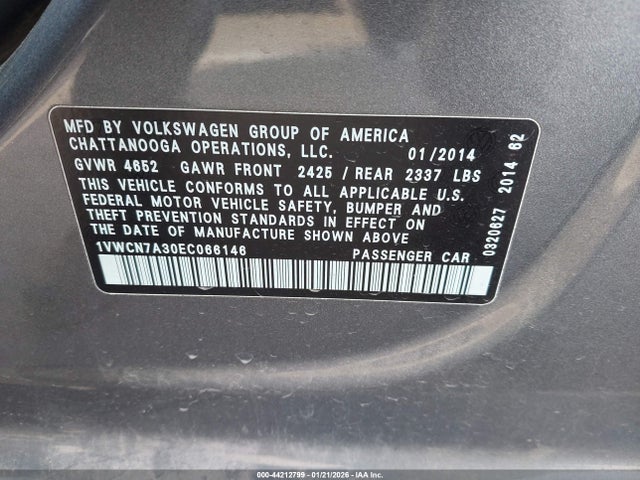 MFD BY VOLKSWAGEN GROUP OF AMERICA
CHATTANOOGA OPERATIONS, LLC. 01/2014
GVWR 4652 GAWR FRONT 2425 / REAR 2337 LBS
THIS VEHICLE CONFORMS TO ALL APPLICABLE U.S.
FEDERAL MOTOR VEHICLE SAFETY, BUMPER AND
THEFT PREVENTION STANDARDS IN EFFECT ON
THE DATE OF MANUFACTURE SHOWN ABOVE
1VWCN7A30EC066146 PASSENGER CAR
0320627 2014 62
000-44212799 - 01/21/2026 - IAA Inc.